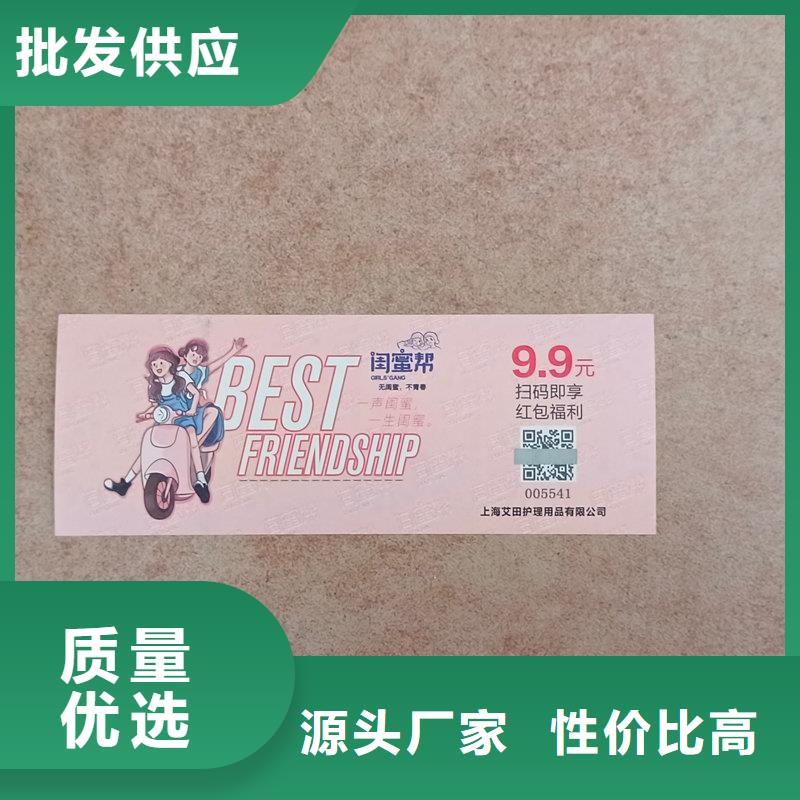 批发供应
BEST
FRIENDSHIP
闺蜜帮
GIRLS' GANG
无闺蜜，不青春
一声闺蜜，
一生闺蜜。
9.9元
扫码即享
红包福利
005541
上海艾田护理用品有限公司
质量
优选
源头厂家 性价比高